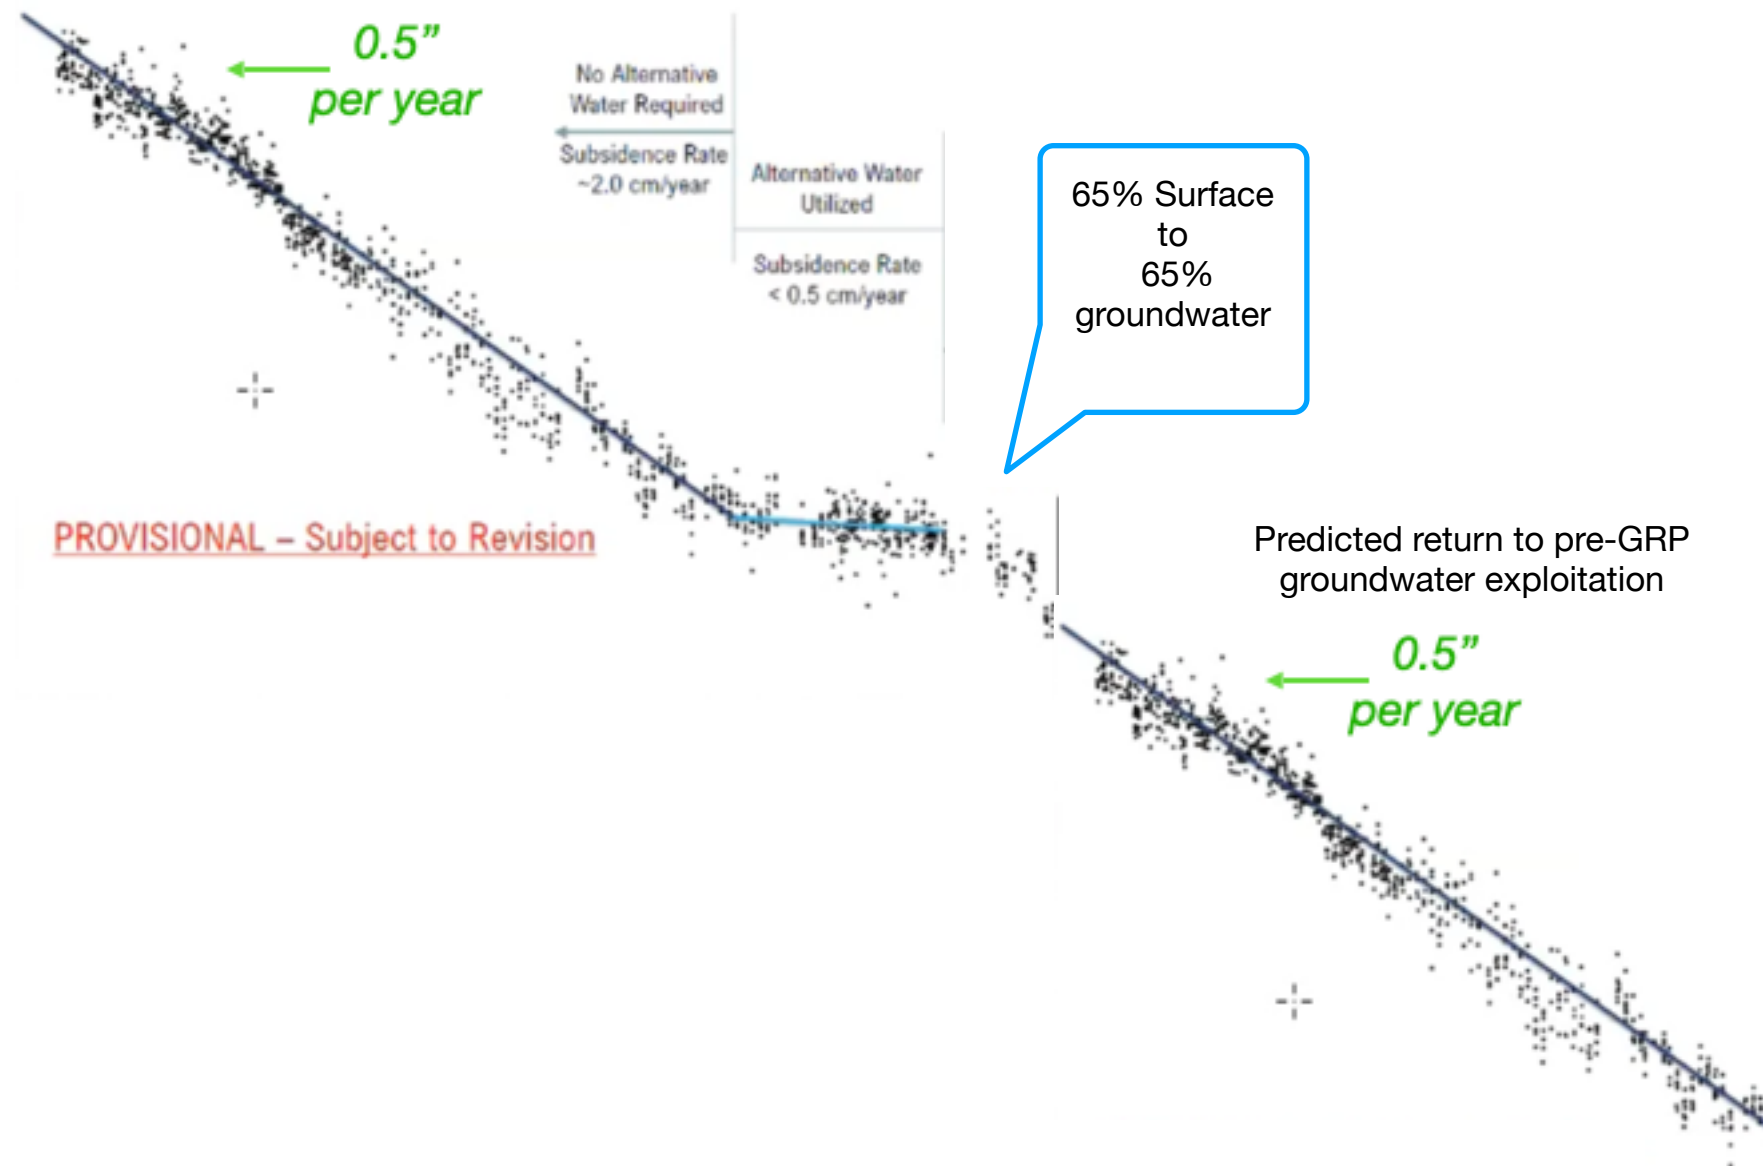 0.5”
per year
No Alternative
Water Required
Subsidence Rate
~2.0 cm/year
Alternative Water
Utilized
Subsidence Rate
< 0.5 cm/year
65% Surface
to
65%
groundwater
PROVISIONAL – Subject to Revision
Predicted return to pre-GRP
groundwater exploitation
0.5”
per year